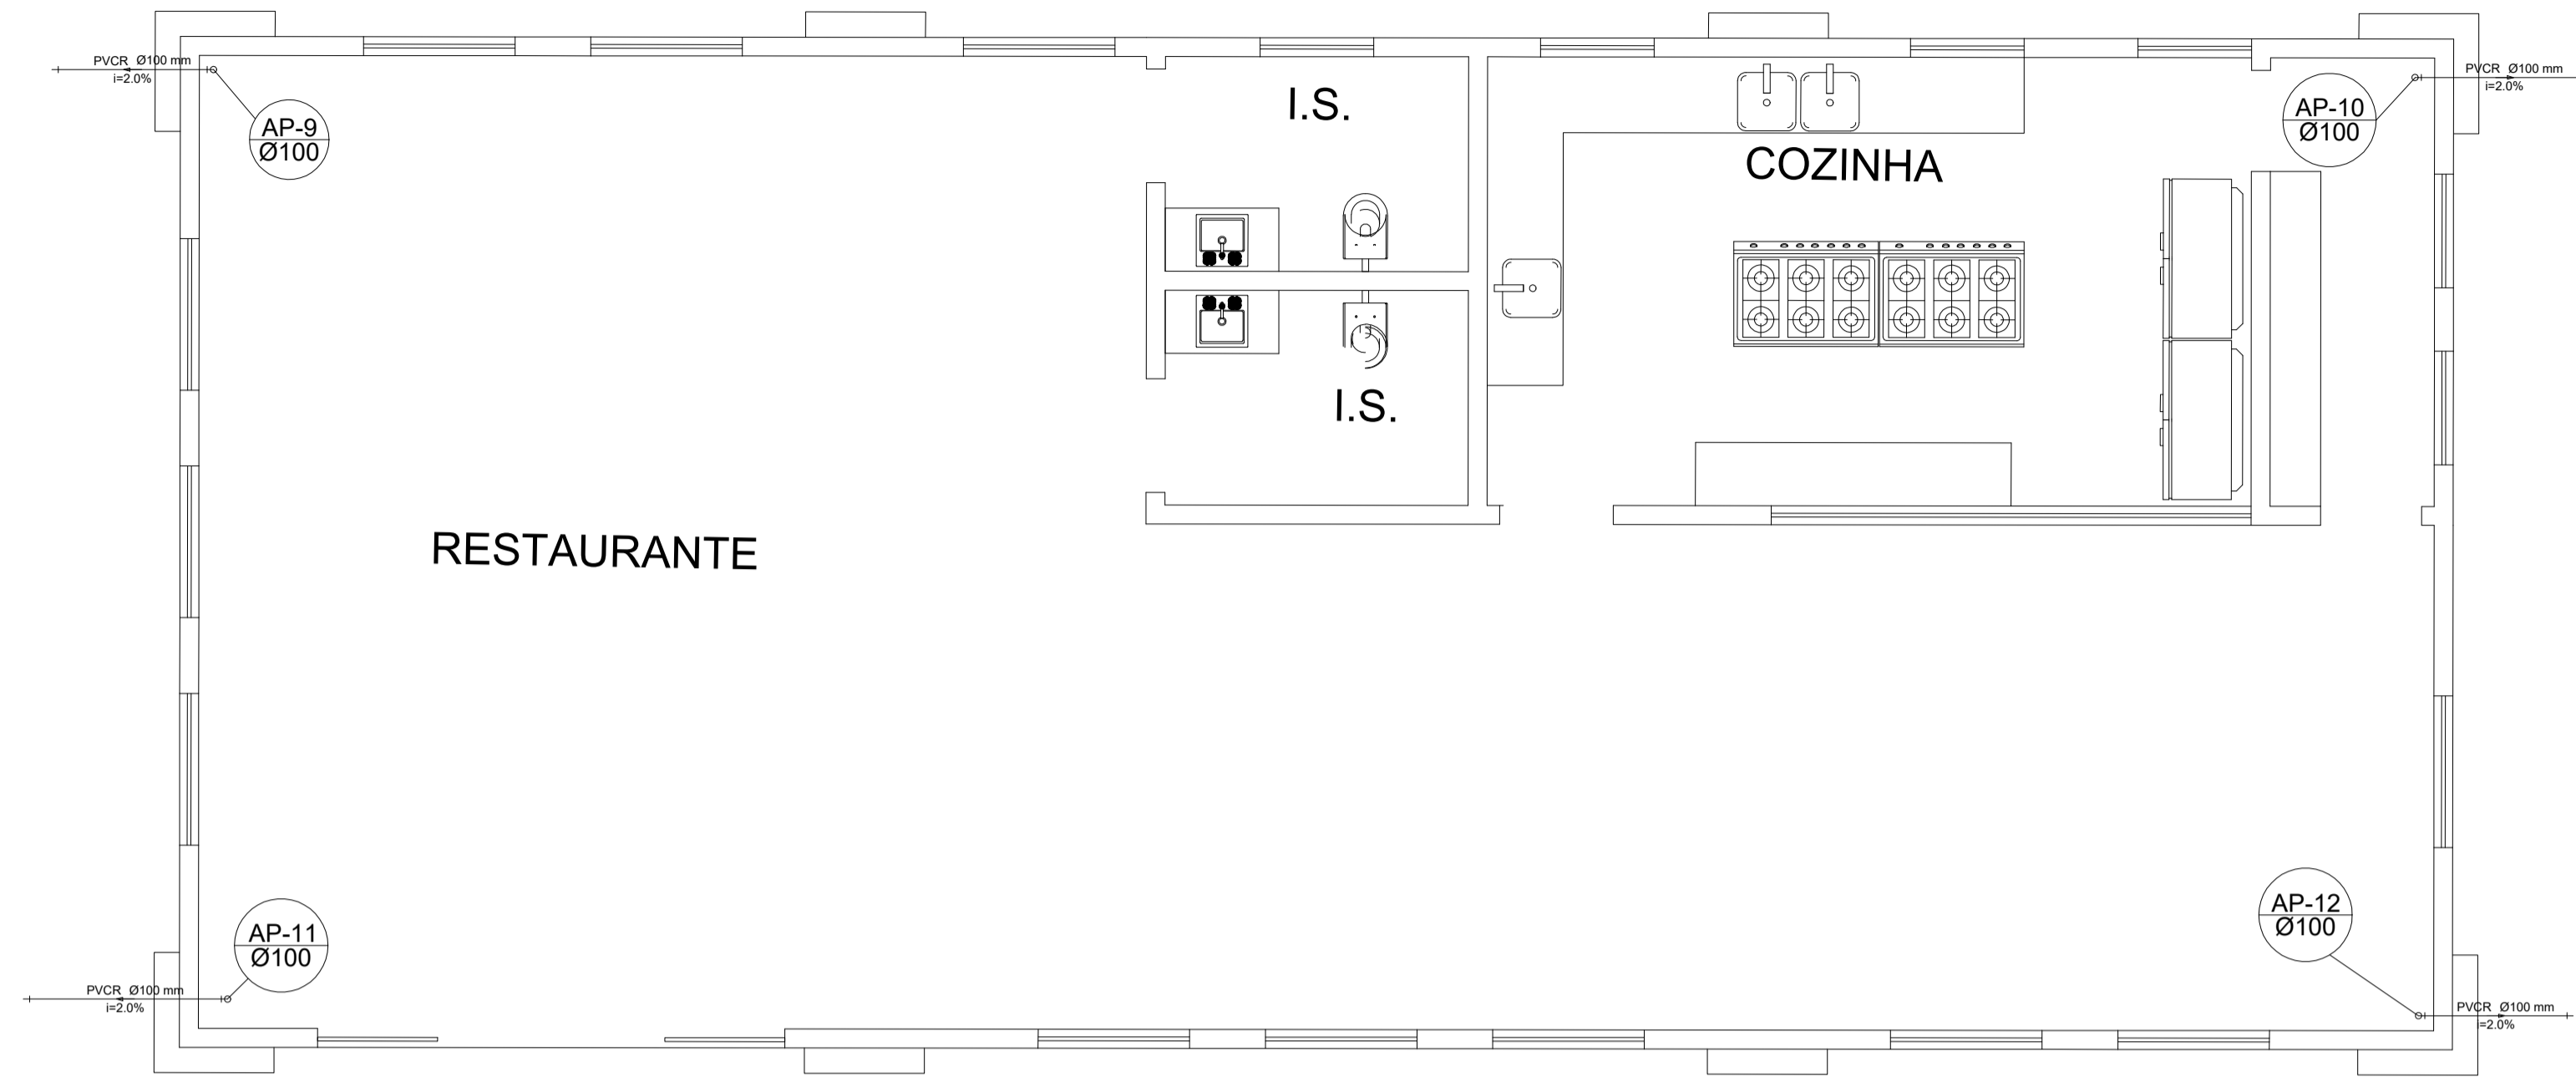 PVCR Ø100 mm
i=2.0%
AP-9
Ø100
I.S.
COZINHA
AP-10
Ø100
PVCR Ø100 mm
i=2.0%
I.S.
RESTAURANTE
AP-11
Ø100
PVCR Ø100 mm
i=2.0%
AP-12
Ø100
PVCR Ø100 mm
i=2.0%